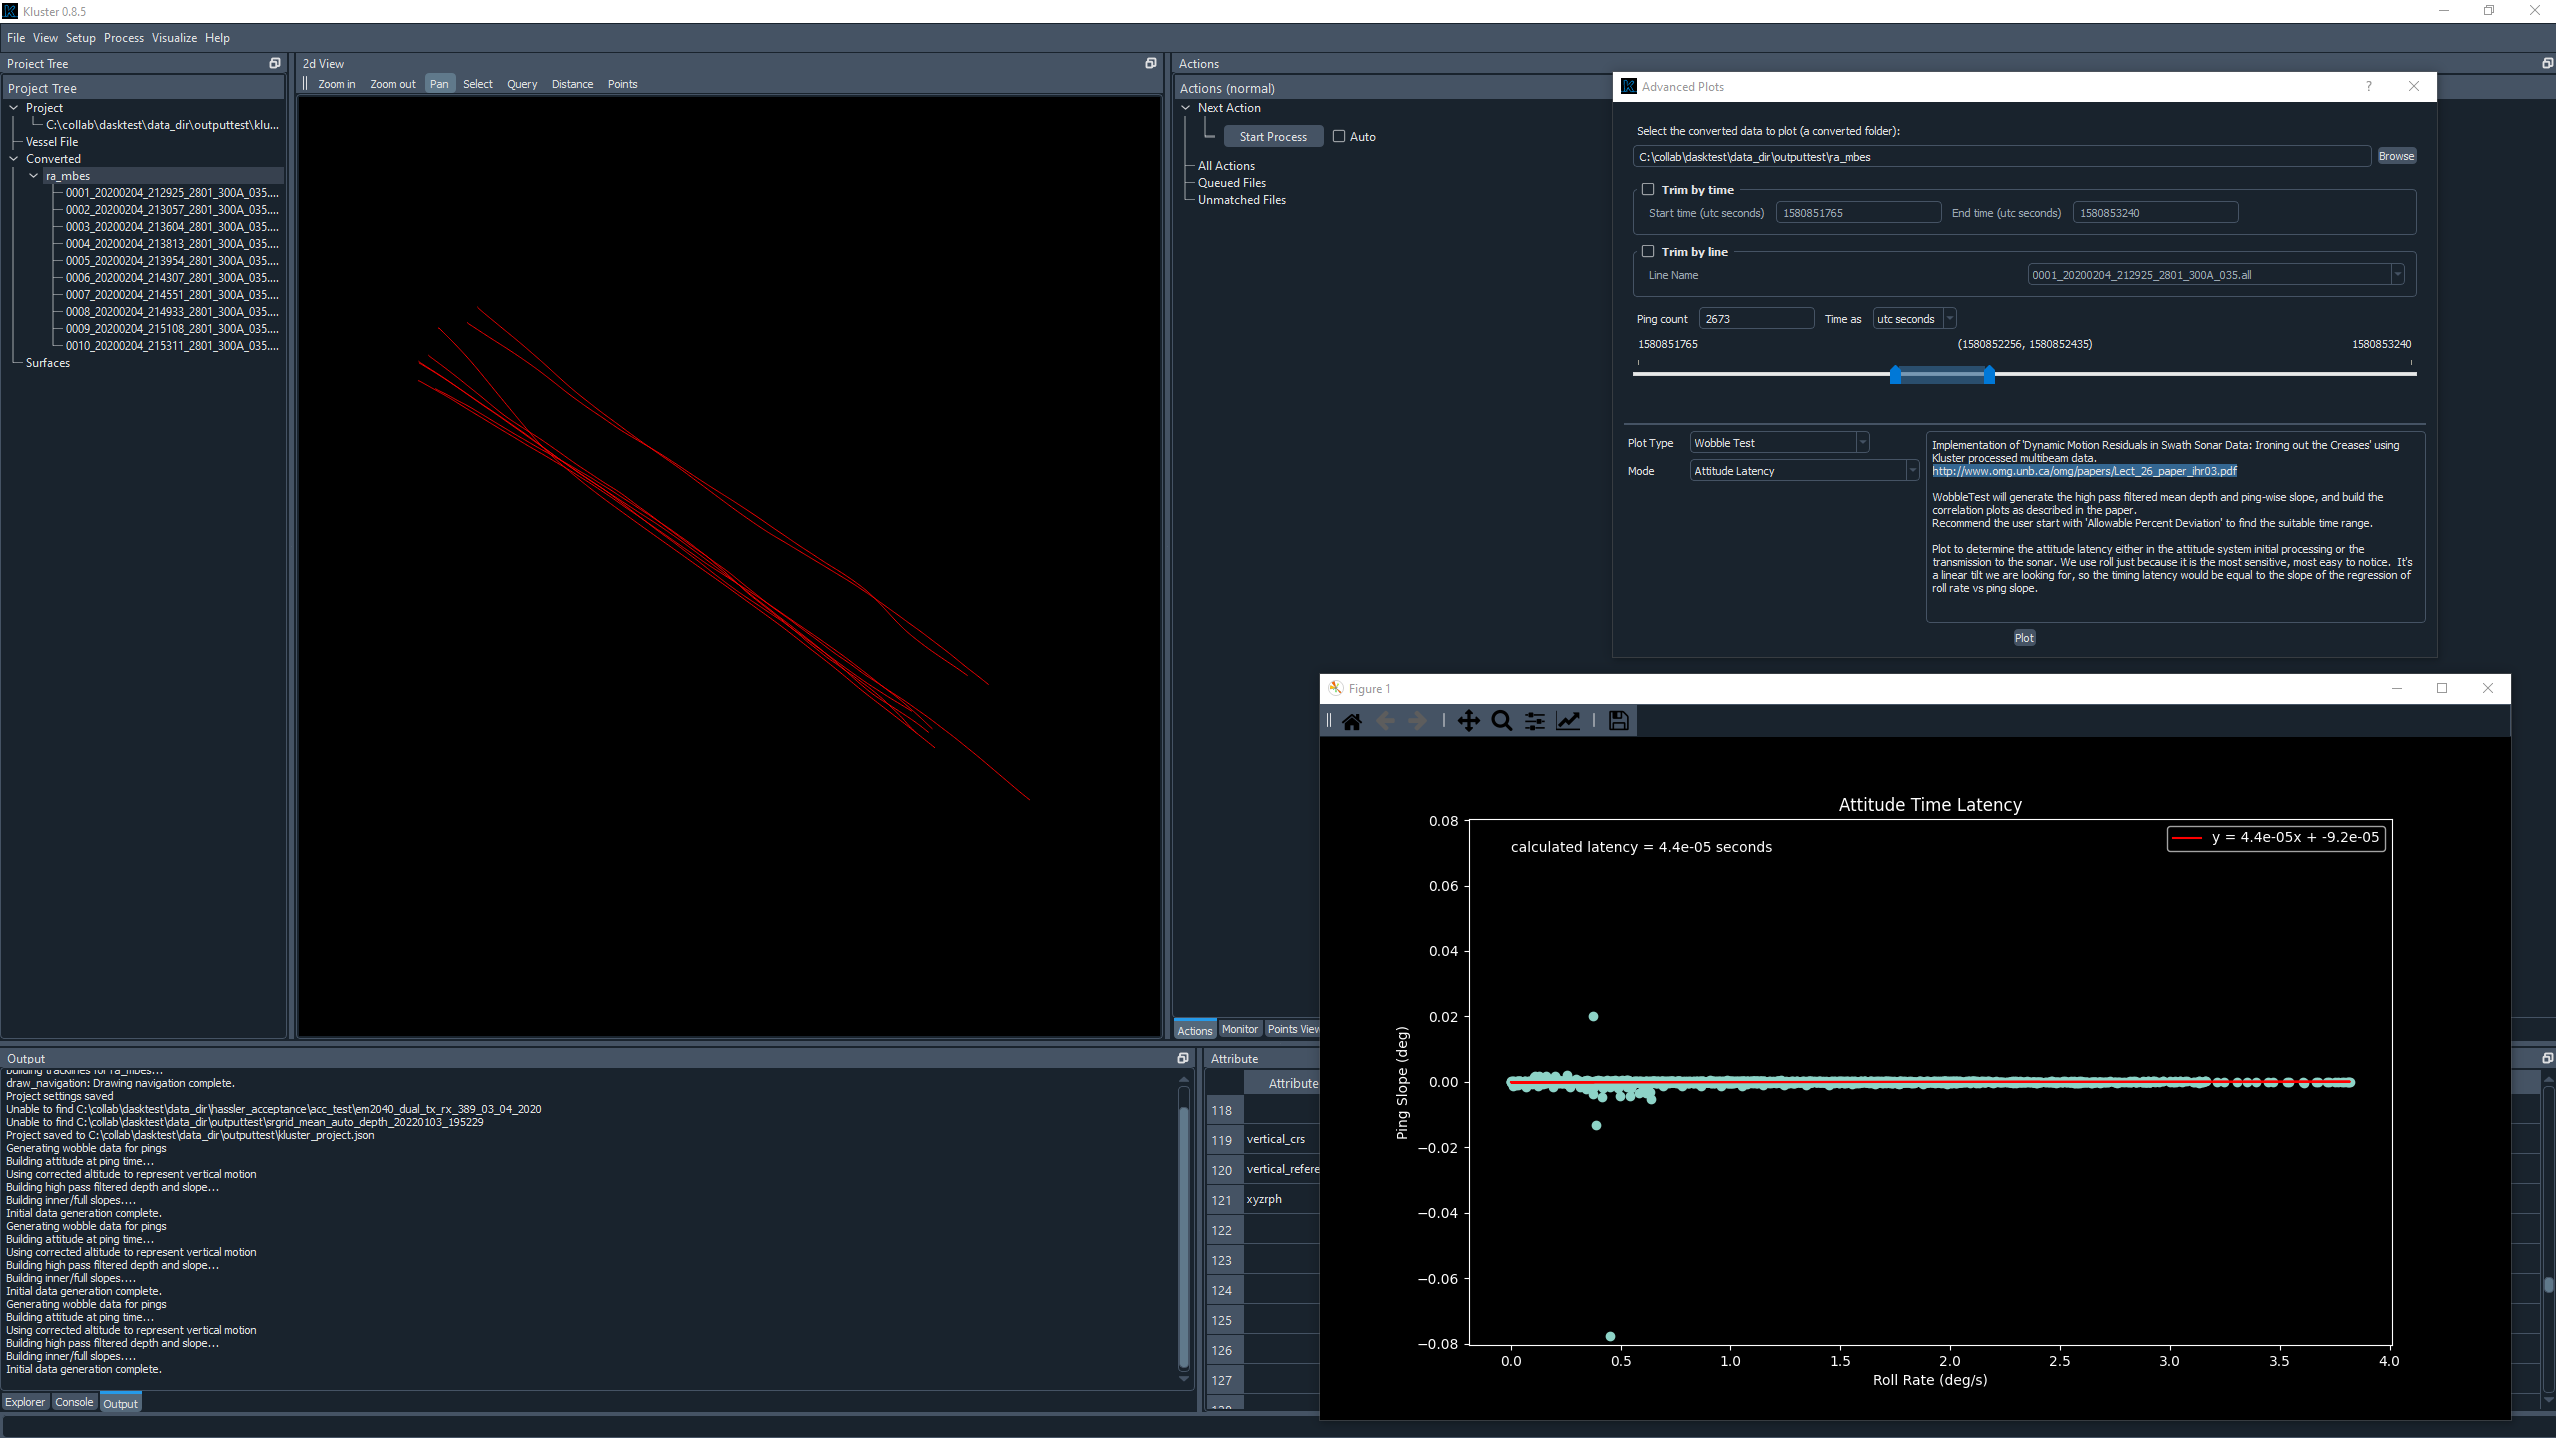 Kluster 0.8.5
File View Setup Process Visualize Help
Project Tree
Project Tree
Project
C:\collab\dasktest\data_dir\outputtest\klu...
Vessel File
Converted
ra_mbes
0001_20200204_212925_2801_300A_035....
0002_20200204_213057_2801_300A_035....
0003_20200204_213604_2801_300A_035....
0004_20200204_213813_2801_300A_035....
0005_20200204_213954_2801_300A_035....
0006_20200204_214307_2801_300A_035....
0007_20200204_214551_2801_300A_035....
0008_20200204_214933_2801_300A_035....
0009_20200204_215108_2801_300A_035....
0010_20200204_215311_2801_300A_035....
Surfaces
2d View
Zoom in Zoom out Pan Select Query Distance Points
Actions
Actions (normal)
Next Action
Start Process Auto
All Actions
Queued Files
Unmatched Files
Actions Monitor Points View
Advanced Plots
Select the converted data to plot (a converted folder):
C:\collab\dasktest\data_dir\outputtest\ra_mbes Browse
Trim by time
Start time (utc seconds) 1580851765 End time (utc seconds) 1580853240
Trim by line
Line Name 0001_20200204_212925_2801_300A_035.all
Ping count 2673 Time as utc seconds
1580851765 (1580852256, 1580852435) 1580853240
Plot Type Wobble Test
Mode Attitude Latency
Implementation of 'Dynamic Motion Residuals in Swath Sonar Data: Ironing out the Creases' using
Kluster processed multibeam data.
http://www.omg.unb.ca/omg/papers/Lect_26_paper_ihr03.pdf
WobbleTest will generate the high pass filtered mean depth and ping-wise slope, and build the
correlation plots as described in the paper.
Recommend the user start with 'Allowable Percent Deviation' to find the suitable time range.
Plot to determine the attitude latency either in the attitude system initial processing or the
transmission to the sonar. We use roll just because it is the most sensitive, most easy to notice. It's
a linear tilt we are looking for, so the timing latency would be equal to the slope of the regression of
roll rate vs ping slope.
Plot
Figure 1
Attitude Time Latency
calculated latency = 4.4e-05 seconds
y = 4.4e-05x + -9.2e-05
Ping Slope (deg)
0.08
0.06
0.04
0.02
0.00
−0.02
−0.04
−0.06
−0.08
0.0 0.5 1.0 1.5 2.0 2.5 3.0 3.5 4.0
Roll Rate (deg/s)
Output
Building tracklines for ra_mbes...
draw_navigation: Drawing navigation complete.
Project settings saved
Unable to find C:\collab\dasktest\data_dir\hassler_acceptance\acc_test\em2040_dual_tx_rx_389_03_04_2020
Unable to find C:\collab\dasktest\data_dir\outputtest\srgrid_mean_auto_depth_20220103_195229
Project saved to C:\collab\dasktest\data_dir\outputtest\kluster_project.json
Generating wobble data for pings
Building attitude at ping time...
Using corrected altitude to represent vertical motion
Building high pass filtered depth and slope...
Building inner/full slopes....
Initial data generation complete.
Generating wobble data for pings
Building attitude at ping time...
Using corrected altitude to represent vertical motion
Building high pass filtered depth and slope...
Building inner/full slopes....
Initial data generation complete.
Generating wobble data for pings
Building attitude at ping time...
Using corrected altitude to represent vertical motion
Building high pass filtered depth and slope...
Building inner/full slopes....
Initial data generation complete.
Explorer Console Output
Attribute
Attribute
118
119 vertical_crs
120 vertical_refere
121 xyzrph
122
123
124
125
126
127
128